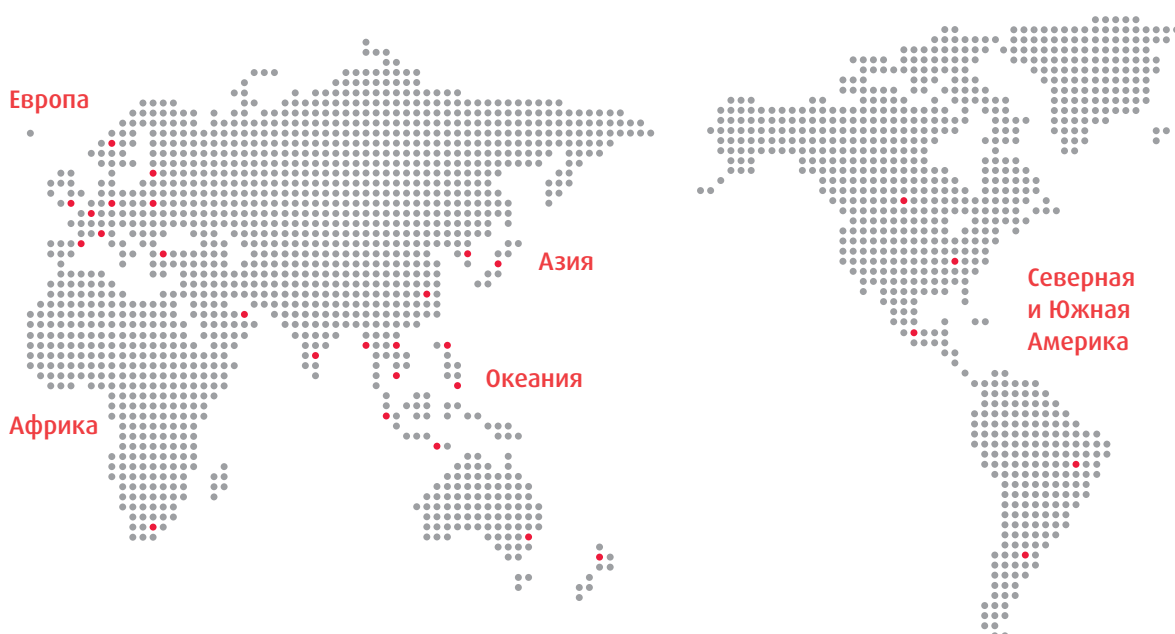 Европа
Азия
Северная
и Южная
Америка
Океания
Африка